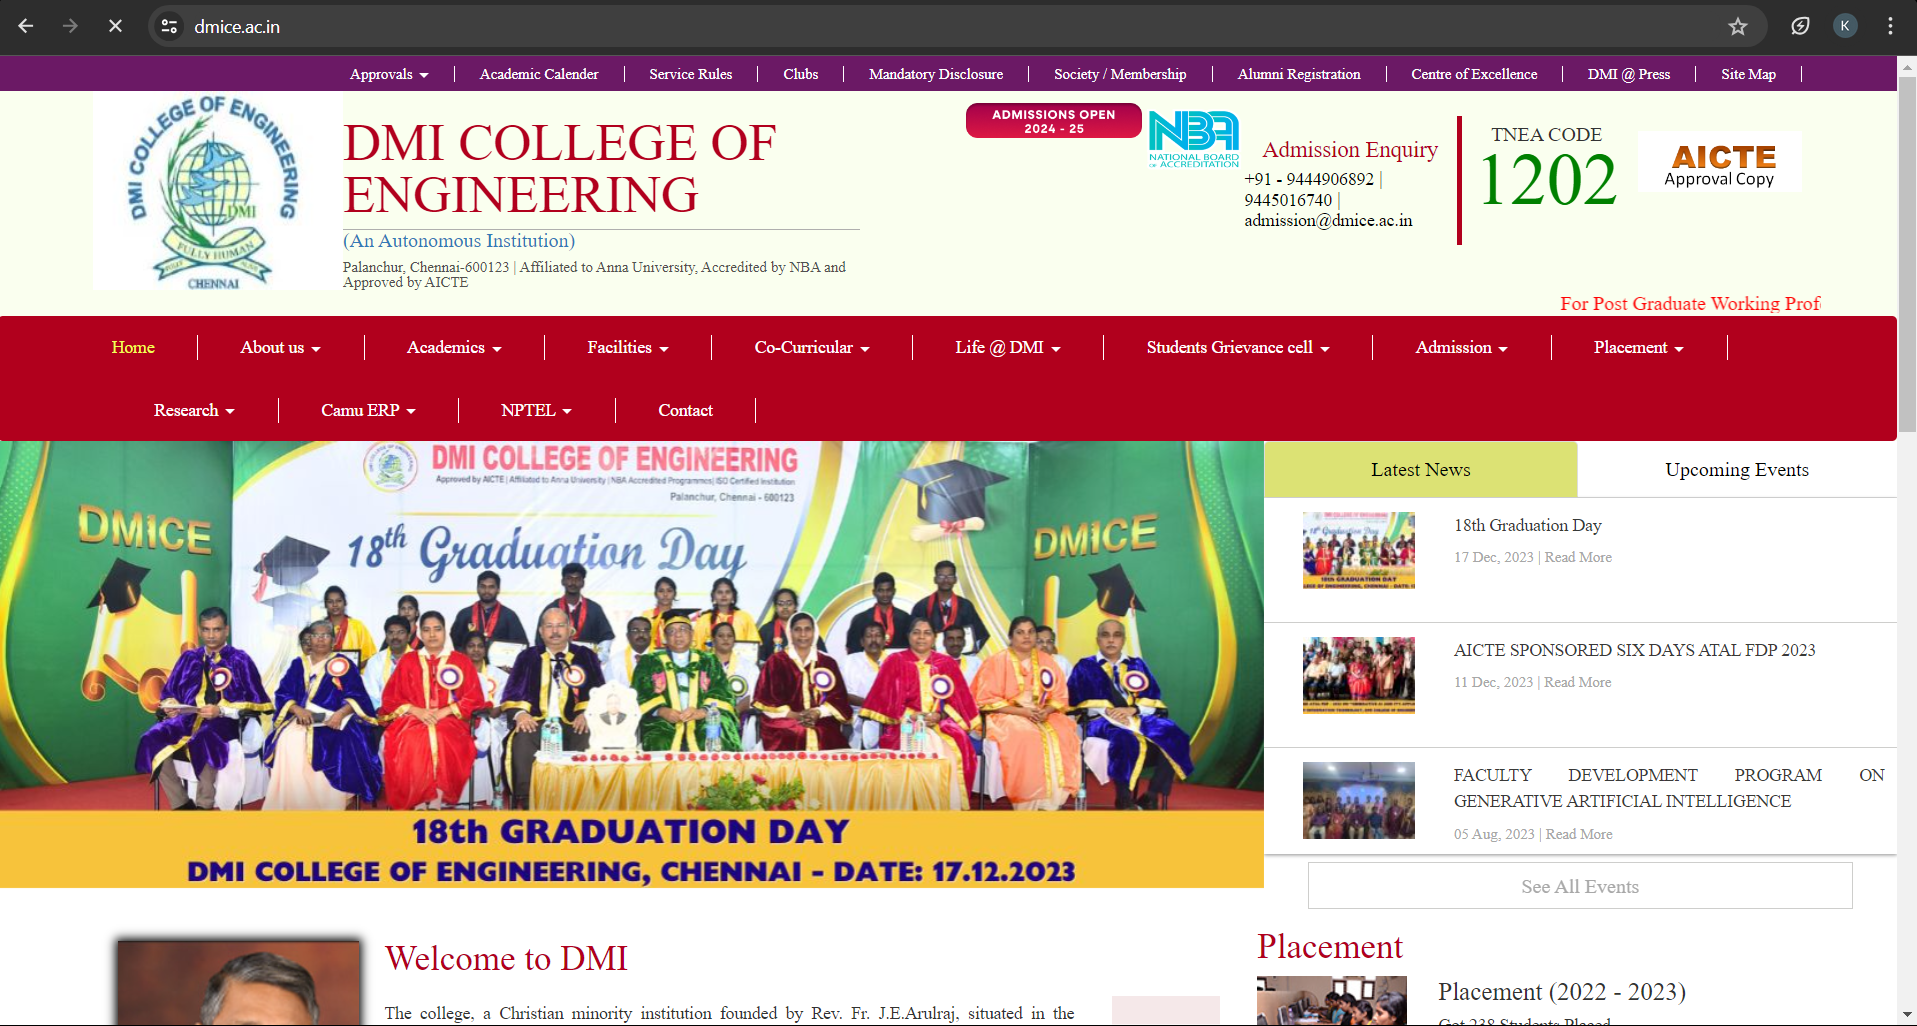 dmice.ac.in
K
Approvals
Academic Calender
Service Rules
Clubs
Mandatory Disclosure
Society / Membership
Alumni Registration
Centre of Excellence
DMI @ Press
Site Map
DMI COLLEGE OF ENGINEERING
DMI
FULLY HUMAN
CHENNAI
DMI COLLEGE OF
ENGINEERING
(An Autonomous Institution)
Palanchur, Chennai-600123 | Affiliated to Anna University, Accredited by NBA and
Approved by AICTE
ADMISSIONS OPEN
2024 - 25
NBA
NATIONAL BOARD
OF ACCREDITATION
Admission Enquiry
+91 - 9444906892 |
9445016740 |
admission@dmice.ac.in
TNEA CODE
1202
AICTE
Approval Copy
For Post Graduate Working Prof
Home
About us
Academics
Facilities
Co-Curricular
Life @ DMI
Students Grievance cell
Admission
Placement
Research
Camu ERP
NPTEL
Contact
DMI COLLEGE OF ENGINEERING
Approved by AICTE | Affiliated to Anna University | NBA Accredited Programmes | ISO Certified Institution
Palanchur, Chennai - 600123
DMICE
18th Graduation Day
DMICE
18th GRADUATION DAY
DMI COLLEGE OF ENGINEERING, CHENNAI - DATE: 17.12.2023
Latest News
Upcoming Events
18th Graduation Day
17 Dec, 2023 | Read More
AICTE SPONSORED SIX DAYS ATAL FDP 2023
11 Dec, 2023 | Read More
FACULTY DEVELOPMENT PROGRAM ON
GENERATIVE ARTIFICIAL INTELLIGENCE
05 Aug, 2023 | Read More
See All Events
Welcome to DMI
The college, a Christian minority institution founded by Rev. Fr. J.E.Arulraj, situated in the
Placement
Placement (2022 - 2023)
Got 238 Students Placed